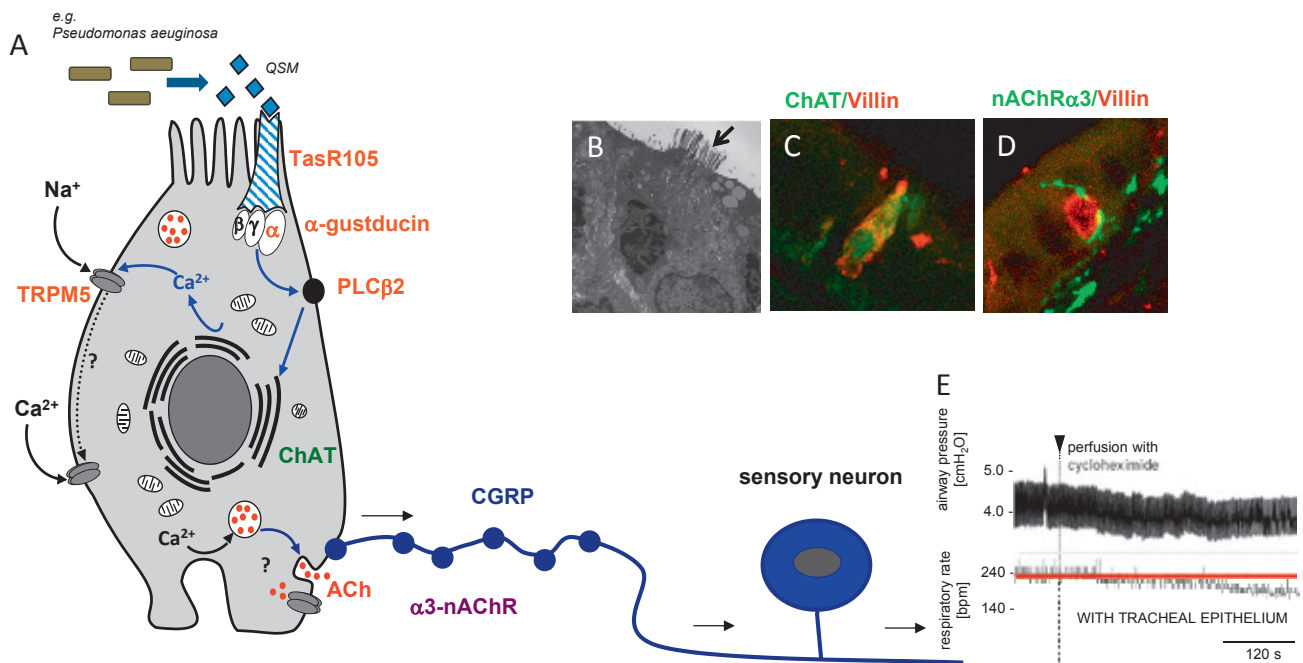 A
e.g.
Pseudomonas aeuginosa
QSM
TasR105
β γ α
α-gustducin
Na⁺
Ca²⁺
TRPM5
PLCβ2
?
Ca²⁺
ChAT
Ca²⁺
?
ACh
CGRP
α3-nAChR
sensory neuron
ChAT/Villin
nAChRα3/Villin
B
C
D
E
airway pressure
[cmH₂O]
5.0 -
4.0 -
perfusion with
cycloheximide
respiratory rate
[bpm]
240 -
140 -
WITH TRACHEAL EPITHELIUM
120 s